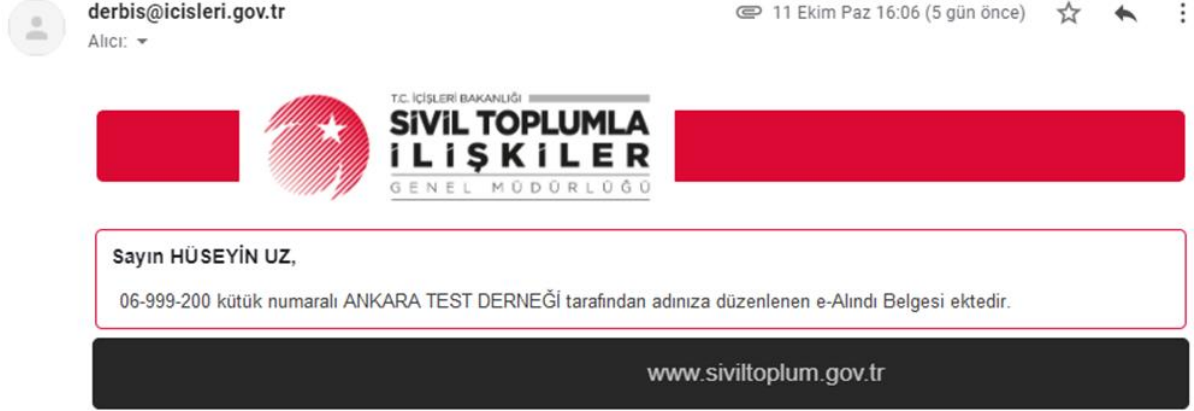 derbis@icisleri.gov.tr
11 Ekim Paz 16:06 (5 gün önce)
Alıcı:
T.C. İÇİŞLERİ BAKANLIĞI
SİVİL TOPLUMLA
İLİŞKİLER
GENEL MÜDÜRLÜĞÜ
Sayın HÜSEYİN UZ,
06-999-200 kütük numaralı ANKARA TEST DERNEĞİ tarafından adınıza düzenlenen e-Alındı Belgesi ektedir.
www.siviltoplum.gov.tr